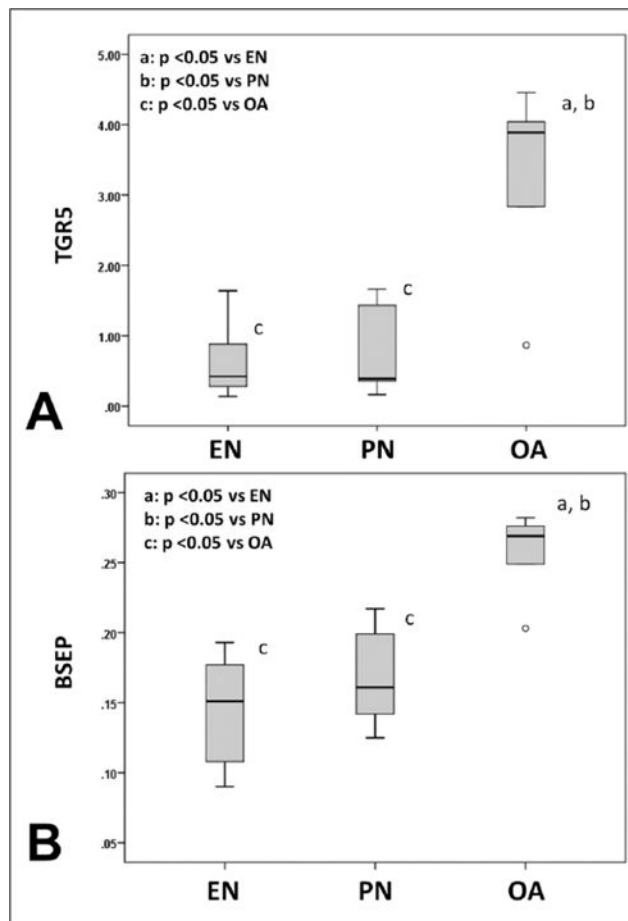 5.00
a: p <0.05 vs EN
b: p <0.05 vs PN
c: p <0.05 vs OA
a, b
4.00
TGR5
2.00
c
c
1.00
.00
A
EN PN OA
.30
a: p <0.05 vs EN
b: p <0.05 vs PN
c: p <0.05 vs OA
a, b
.25
BSEP
.20
c
c
.15
.10
.05
B
EN PN OA